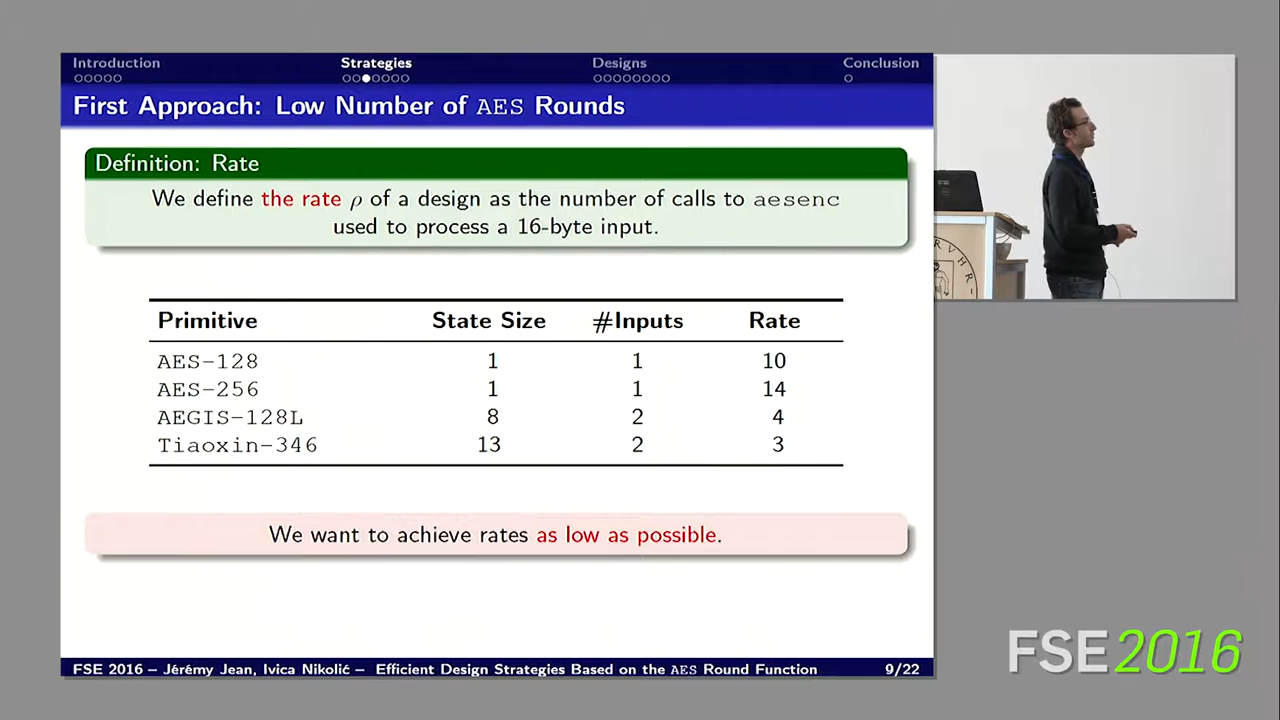 Introduction Strategies Designs Conclusion
First Approach: Low Number of AES Rounds
Definition: Rate
We define the rate ρ of a design as the number of calls to aesenc
used to process a 16-byte input.
Primitive State Size #Inputs Rate
AES-128 1 1 10
AES-256 1 1 14
AEGIS-128L 8 2 4
Tiaoxin-346 13 2 3
We want to achieve rates as low as possible.
FSE 2016 – Jérémy Jean, Ivica Nikolić – Efficient Design Strategies Based on the AES Round Function 9/22
RVHR
FSE2016